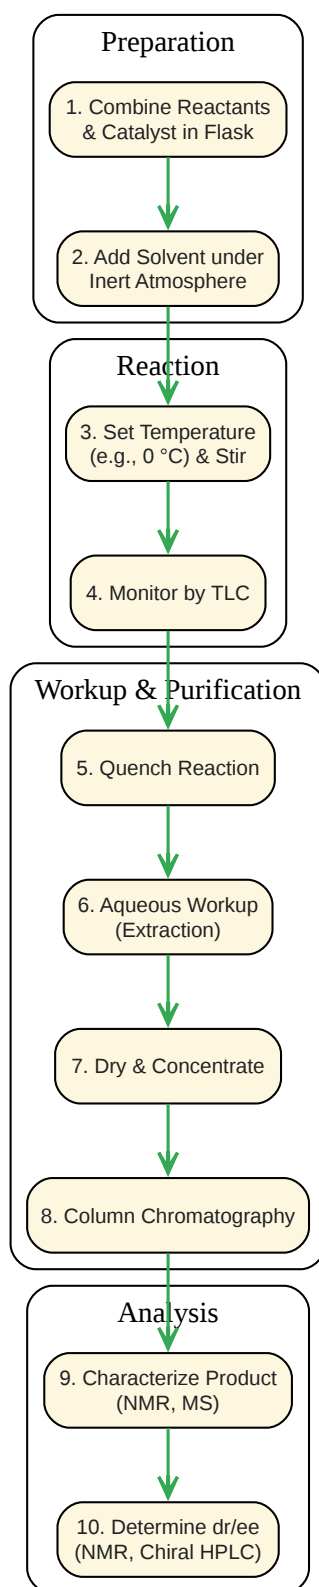 Preparation
1. Combine Reactants
& Catalyst in Flask
2. Add Solvent under
Inert Atmosphere
Reaction
3. Set Temperature
(e.g., 0 °C) & Stir
4. Monitor by TLC
Workup & Purification
5. Quench Reaction
6. Aqueous Workup
(Extraction)
7. Dry & Concentrate
8. Column Chromatography
Analysis
9. Characterize Product
(NMR, MS)
10. Determine dr/ee
(NMR, Chiral HPLC)